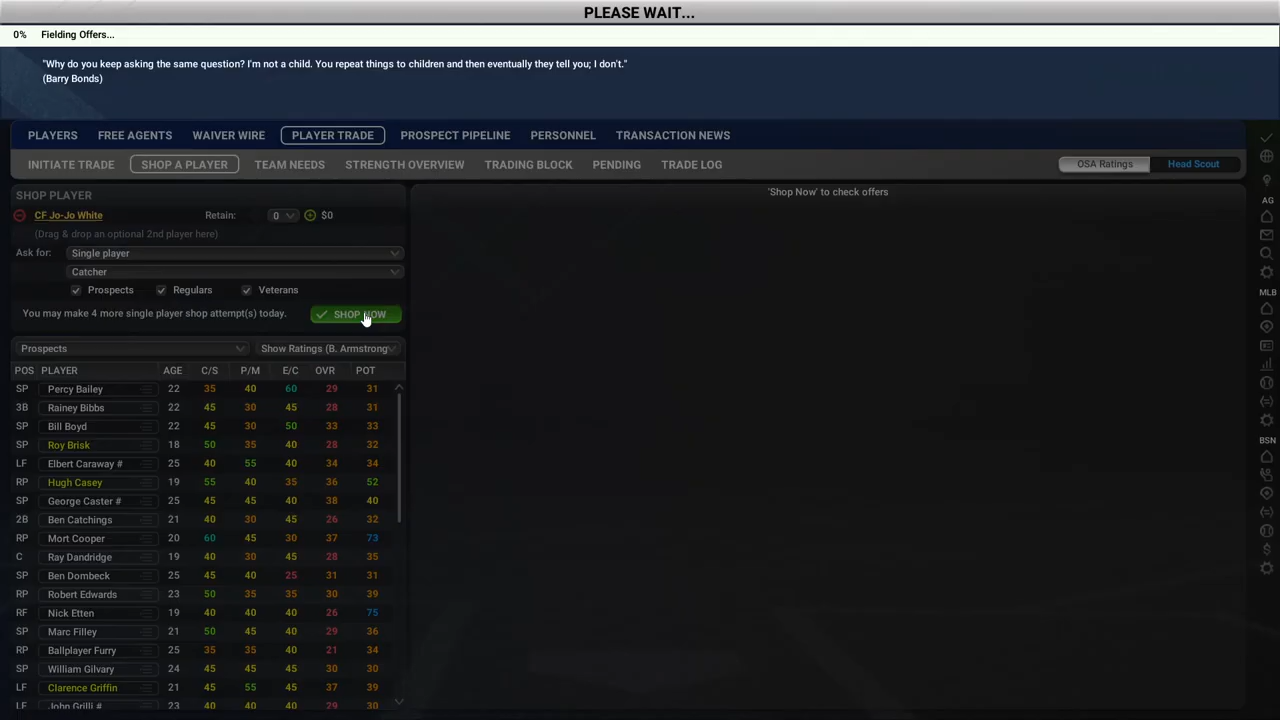 PLEASE WAIT...
0% Fielding Offers...
"Why do you keep asking the same question? I'm not a child. You repeat things to children and then eventually they tell you; I don't."
(Barry Bonds)
PLAYERS FREE AGENTS WAIVER WIRE PLAYER TRADE PROSPECT PIPELINE PERSONNEL TRANSACTION NEWS
INITIATE TRADE SHOP A PLAYER TEAM NEEDS STRENGTH OVERVIEW TRADING BLOCK PENDING TRADE LOG OSA Ratings Head Scout
SHOP PLAYER 'Shop Now' to check offers
CF Jo-Jo White Retain: 0 $0
(Drag & drop an optional 2nd player here)
Ask for: Single player
Catcher
Prospects Regulars Veterans
You may make 4 more single player shop attempt(s) today. SHOP NOW
Prospects Show Ratings (B. Armstrong
POS PLAYER AGE C/S P/M E/C OVR POT
SP Percy Bailey 22 35 40 60 29 31
3B Rainey Bibbs 22 45 30 45 28 31
SP Bill Boyd 22 45 30 50 33 33
SP Roy Brisk 18 50 35 40 28 32
LF Elbert Caraway # 25 40 55 40 34 34
RP Hugh Casey 19 55 40 35 36 52
SP George Caster # 25 45 45 40 38 40
2B Ben Catchings 21 40 30 45 26 32
RP Mort Cooper 20 60 45 30 37 73
C Ray Dandridge 19 40 30 45 28 35
SP Ben Dombeck 25 45 40 25 31 31
RP Robert Edwards 23 50 35 35 30 39
RF Nick Etten 19 40 40 40 26 75
SP Marc Filley 21 50 45 40 29 36
RP Ballplayer Furry 25 35 35 40 21 34
SP William Gilvary 24 45 45 45 30 30
LF Clarence Griffin 21 45 55 45 37 39
LF John Grilli # 23 40 40 40 29 30
AG
MLB
BSN